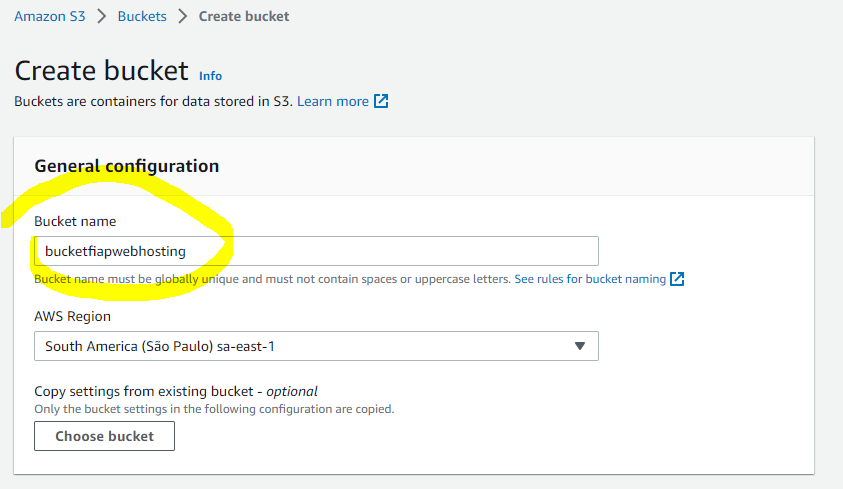 Amazon S3 > Buckets > Create bucket
Create bucket Info
Buckets are containers for data stored in S3. Learn more
General configuration
Bucket name
bucketfiapwebhosting
Bucket name must be globally unique and must not contain spaces or uppercase letters. See rules for bucket naming
AWS Region
South America (São Paulo) sa-east-1
Copy settings from existing bucket - optional
Only the bucket settings in the following configuration are copied.
Choose bucket